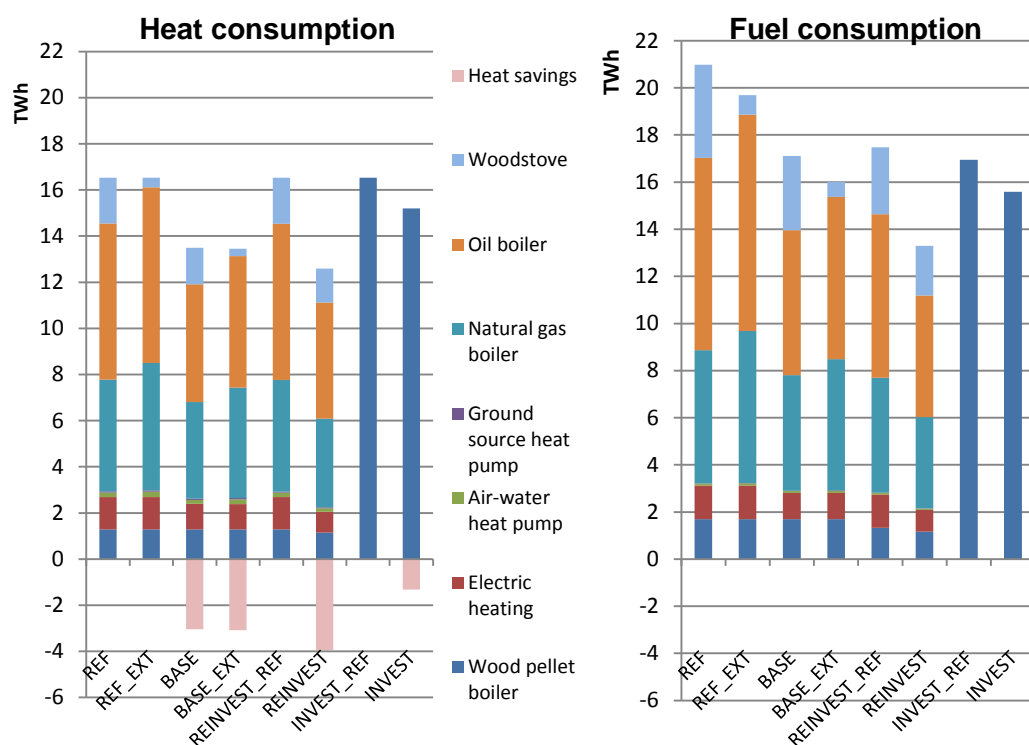 Heat consumption
TWh
22
20
18
16
14
12
10
8
6
4
2
0
-2
-4
-6
REF
REF_EXT
BASE
BASE_EXT
REINVEST_REF
REINVEST
INVEST_REF
INVEST
Heat savings
Woodstove
Oil boiler
Natural gas
boiler
Ground
source heat
pump
Air-water
heat pump
Electric
heating
Wood pellet
boiler
Fuel consumption
TWh
22
20
18
16
14
12
10
8
6
4
2
0
-2
-4
-6
REF
REF_EXT
BASE
BASE_EXT
REINVEST_REF
REINVEST
INVEST_REF
INVEST